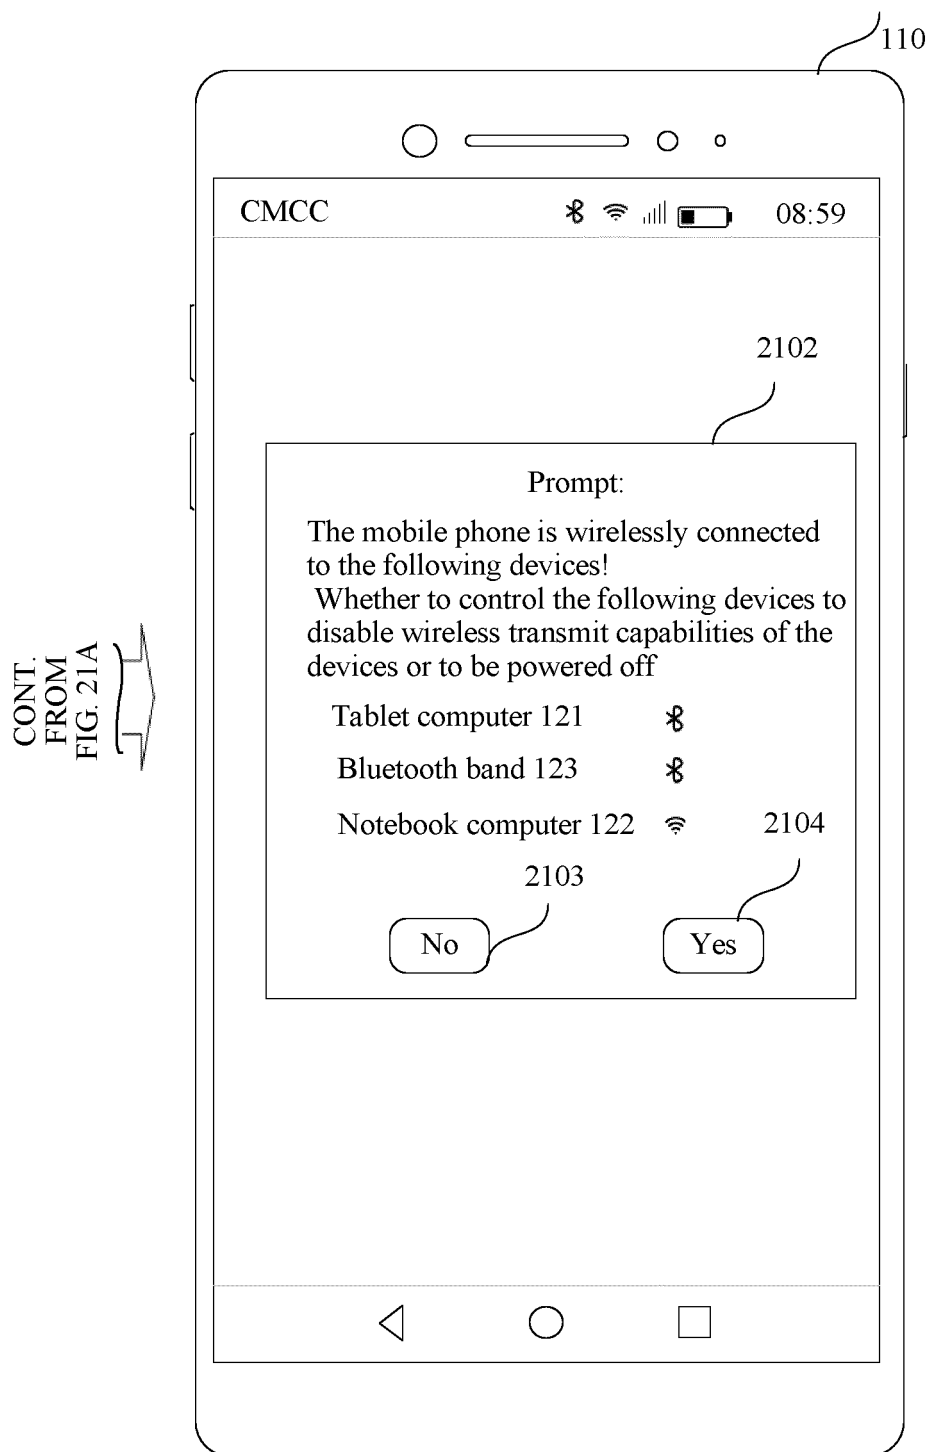 110
CMCC 08:59
2102
Prompt:
The mobile phone is wirelessly connected
to the following devices!
Whether to control the following devices to
disable wireless transmit capabilities of the
devices or to be powered off
Tablet computer 121
Bluetooth band 123
Notebook computer 122
2104
2103
No
Yes
CONT.
FROM
FIG. 21A